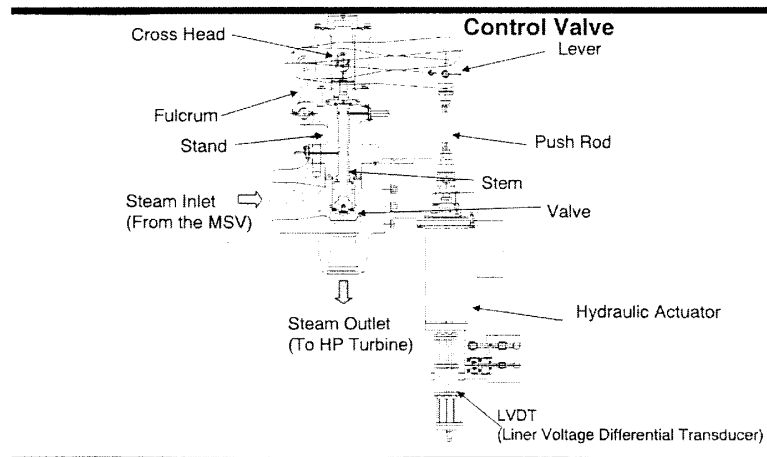 Control Valve
Cross Head
Lever
Fulcrum
Stand
Push Rod
Stem
Steam Inlet
(From the MSV)
Valve
Steam Outlet
(To HP Turbine)
Hydraulic Actuator
LVDT
(Liner Voltage Differential Transducer)